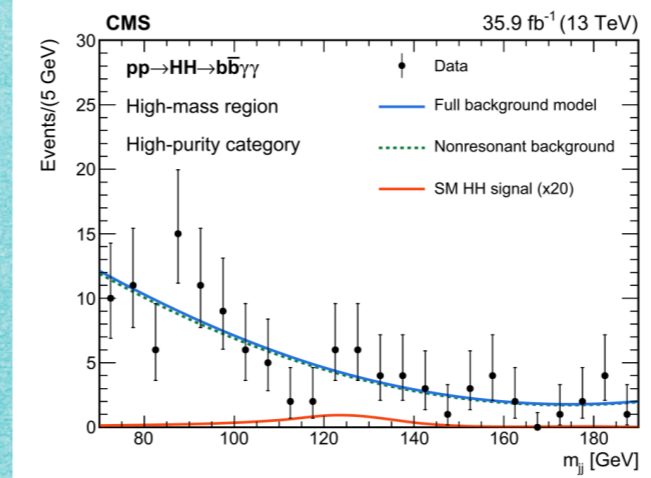 CMS 35.9 fb⁻¹ (13 TeV)
Events/(5 GeV)
pp→HH→bb̅γγ
High-mass region
High-purity category
Data
Full background model
Nonresonant background
SM HH signal (x20)
30
25
20
15
10
5
0
80 100 120 140 160 180
m_jj [GeV]